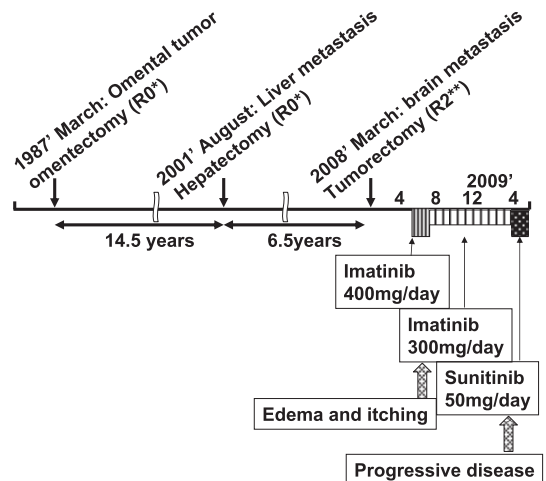 1987’ March: Omental tumor
omentectomy (R0*)
2001’ August: Liver metastasis
Hepatectomy (R0*)
2008’ March: brain metastasis
Tumorectomy (R2**)
2009’
4 8 12 4
14.5 years
6.5years
Imatinib
400mg/day
Imatinib
300mg/day
Sunitinib
50mg/day
Edema and itching
Progressive disease